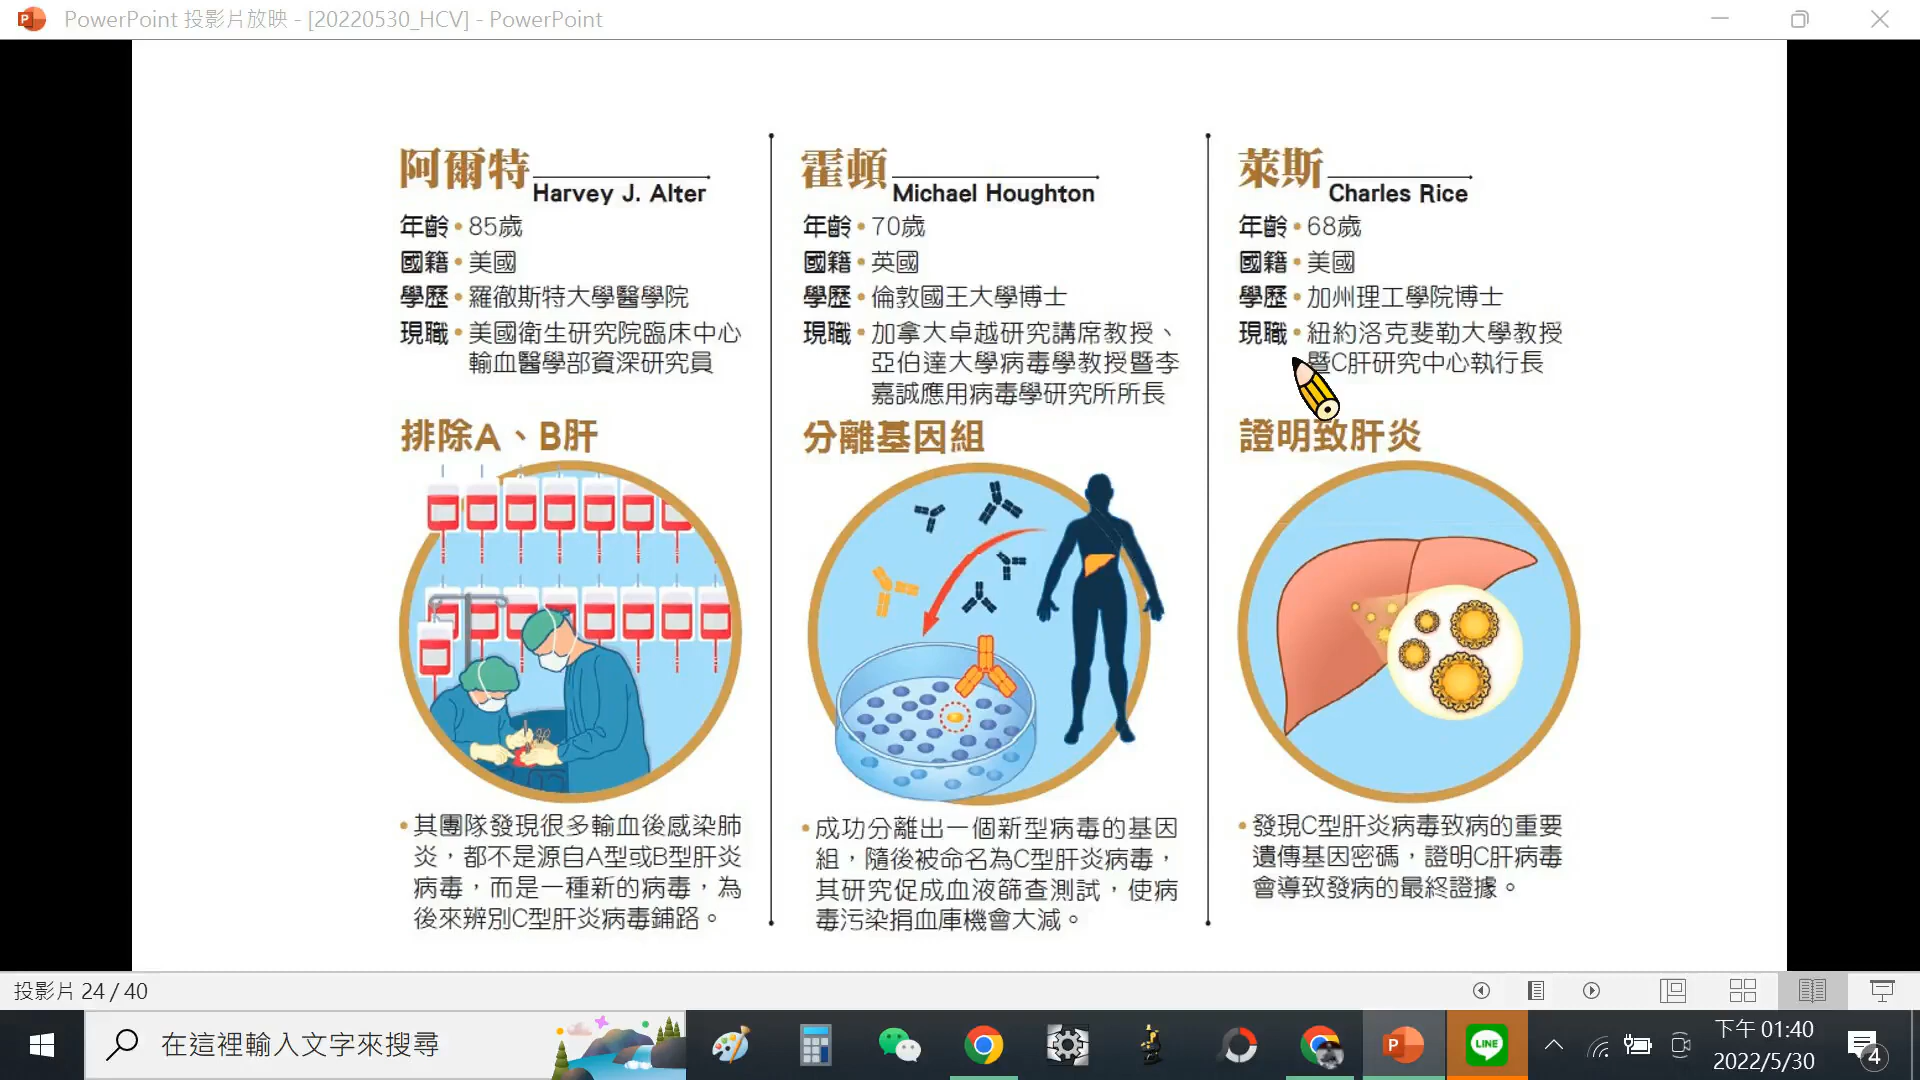 PowerPoint 投影片放映 - [20220530_HCV] - PowerPoint
阿爾特
Harvey J. Alter
年齡•85歲
國籍•美國
學歷•羅徹斯特大學醫學院
現職•美國衛生研究院臨床中心
輸血醫學部資深研究員
排除A、B肝
•其團隊發現很多輸血後感染肺
炎，都不是源自A型或B型肝炎
病毒，而是一種新的病毒，為
後來辨別C型肝炎病毒鋪路。
霍頓
Michael Houghton
年齡•70歲
國籍•英國
學歷•倫敦國王大學博士
現職•加拿大卓越研究講席教授、
亞伯達大學病毒學教授暨李
嘉誠應用病毒學研究所所長
分離基因組
•成功分離出一個新型病毒的基因
組，隨後被命名為C型肝炎病毒，
其研究促成血液篩查測試，使病
毒污染捐血庫機會大減。
萊斯
Charles Rice
年齡•68歲
國籍•美國
學歷•加州理工學院博士
現職•紐約洛克斐勒大學教授
暨C肝研究中心執行長
證明致肝炎
•發現C型肝炎病毒致病的重要
遺傳基因密碼，證明C肝病毒
會導致發病的最終證據。
投影片 24 / 40
在這裡輸入文字來搜尋
P
LINE
下午 01:40
2022/5/30
4